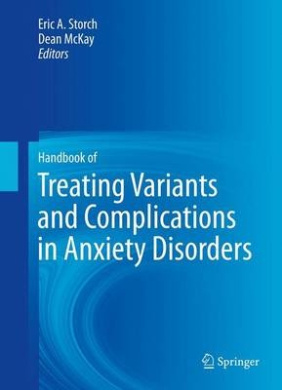 Eric A. Storch
Dean McKay
Editors
Handbook of
Treating Variants
and Complications
in Anxiety Disorders
Springer